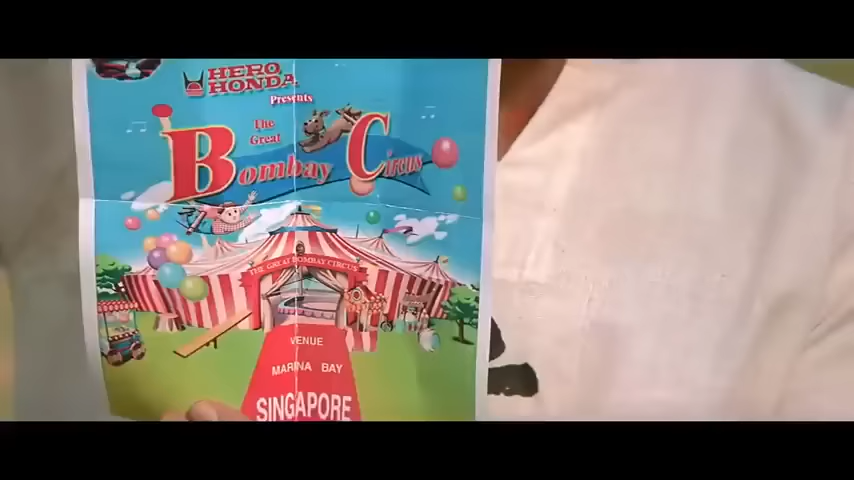 HERO
HONDA
Presents
The
Great
Bombay Circus
THE GREAT BOMBAY CIRCUS
VENUE
MARINA BAY
SINGAPORE